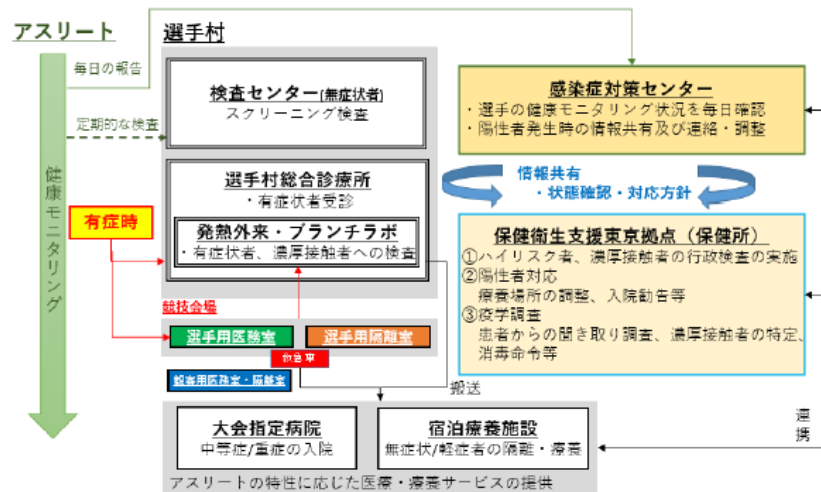 アスリート
選手村
毎日の報告
検査センター(無症状者)
スクリーニング検査
定期的な検査
感染症対策センター
・選手の健康モニタリング状況を毎日確認
・陽性者発生時の情報共有及び連絡・調整
選手村総合診療所
・有症状者受診
発熱外来・ブランチラボ
・有症状者、濃厚接触者への検査
情報共有
・状態確認・対応方針
有症時
健康モニタリング
保健衛生支援東京拠点（保健所）
①ハイリスク者、濃厚接触者の行政検査の実施
②陽性者対応
療養場所の調整、入院勧告等
③疫学調査
患者からの聞き取り調査、濃厚接触者の特定、
消毒命令等
競技会場
選手用医務室
選手用隔離室
救急車
観客用医務室・隔離室
搬送
大会指定病院
中等症/重症の入院
宿泊療養施設
無症状/軽症者の隔離・療養
連携
アスリートの特性に応じた医療・療養サービスの提供